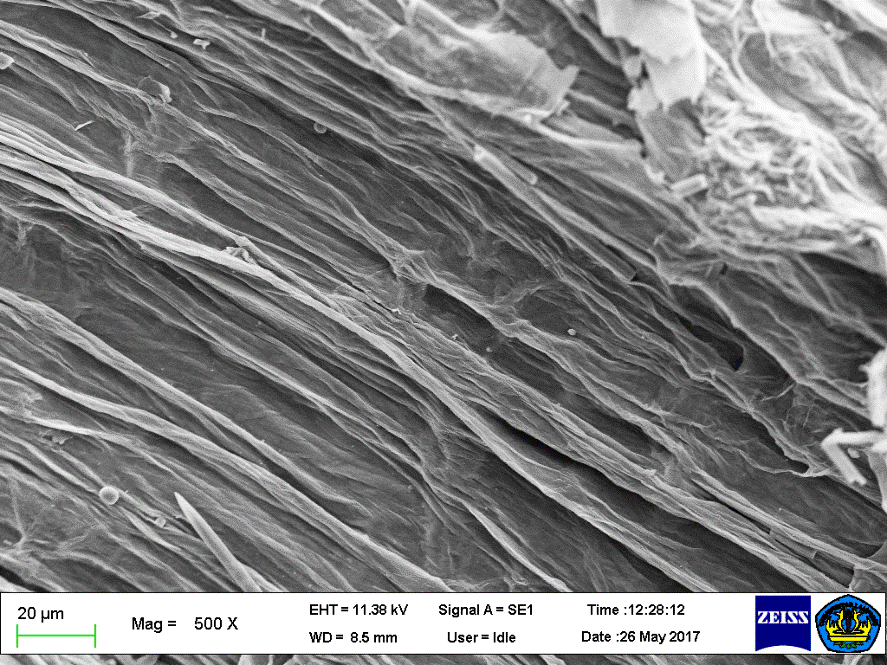 20 µm
Mag = 500 X
EHT = 11.38 kV
WD = 8.5 mm
Signal A = SE1
User = Idle
Time :12:28:12
Date :26 May 2017
ZEISS